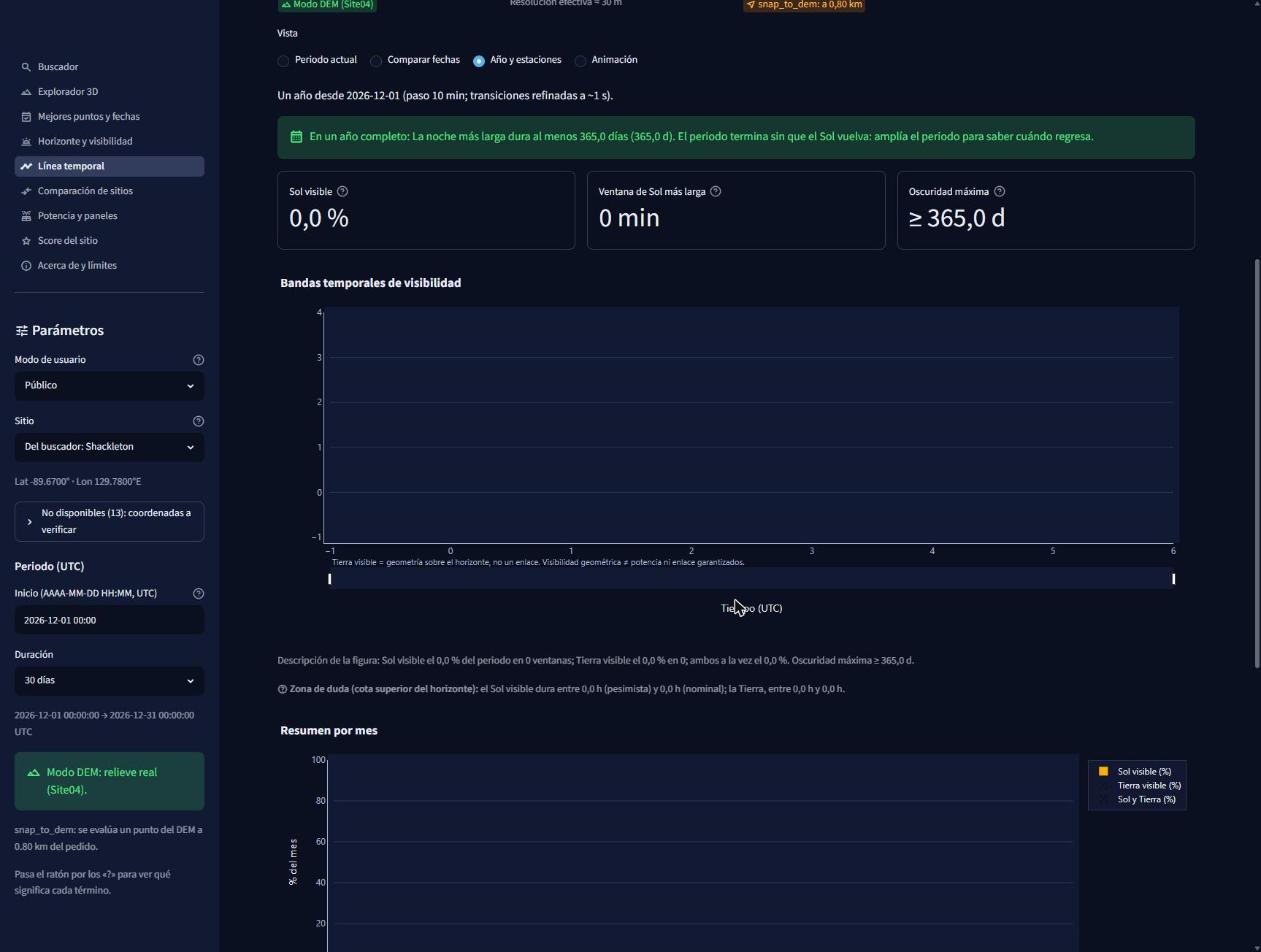 Modo DEM (Site04)
Resolución efectiva ≈ 30 m
snap_to_dem: a 0,80 km
Vista
Periodo actual
Comparar fechas
Año y estaciones
Animación
Un año desde 2026-12-01 (paso 10 min; transiciones refinadas a ~1 s).
En un año completo: La noche más larga dura al menos 365,0 días (365,0 d). El periodo termina sin que el Sol vuelva: amplía el periodo para saber cuándo regresa.
Sol visible
0,0 %
Ventana de Sol más larga
0 min
Oscuridad máxima
≥ 365,0 d
Bandas temporales de visibilidad
4
3
2
1
0
−1
−1 0 1 2 3 4 5 6
Tierra visible = geometría sobre el horizonte, no un enlace. Visibilidad geométrica ≠ potencia ni enlace garantizados.
(UTC)
Descripción de la figura: Sol visible el 0,0 % del periodo en 0 ventanas; Tierra visible el 0,0 % en 0; ambos a la vez el 0,0 %. Oscuridad máxima ≥ 365,0 d.
Zona de duda (cota superior del horizonte): el Sol visible dura entre 0,0 h (pesimista) y 0,0 h (nominal); la Tierra, entre 0,0 h y 0,0 h.
Resumen por mes
100
80
60
40
20
% del mes
Sol visible (%)
Tierra visible (%)
Sol y Tierra (%)
Buscador
Explorador 3D
Mejores puntos y fechas
Horizonte y visibilidad
Línea temporal
Comparación de sitios
Potencia y paneles
Score del sitio
Acerca de y límites
Parámetros
Modo de usuario
Público
Sitio
Del buscador: Shackleton
Lat -89.6700° · Lon 129.7800°E
No disponibles (13): coordenadas a
verificar
Periodo (UTC)
Inicio (AAAA-MM-DD HH:MM, UTC)
2026-12-01 00:00
Duración
30 días
2026-12-01 00:00:00 → 2026-12-31 00:00:00
UTC
Modo DEM: relieve real
(Site04).
snap_to_dem: se evalúa un punto del DEM a
0.80 km del pedido.
Pasa el ratón por los «?» para ver qué
significa cada término.